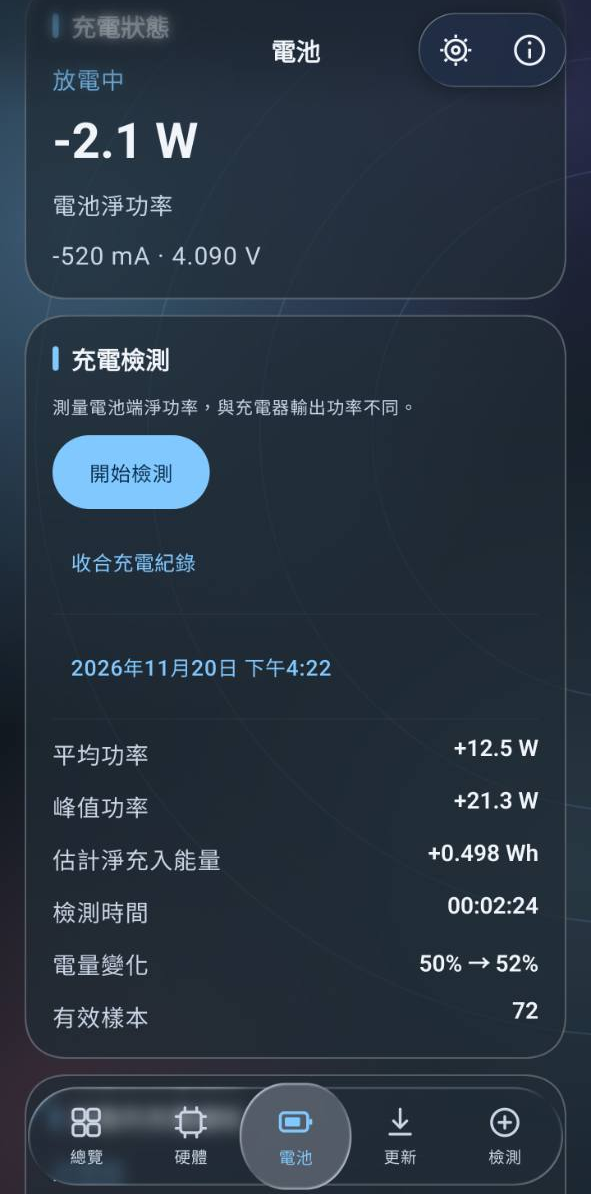 充電狀態
電池
放電中
-2.1 W
電池淨功率
-520 mA · 4.090 V
充電檢測
測量電池端淨功率，與充電器輸出功率不同。
開始檢測
收合充電紀錄
2026年11月20日 下午4:22
平均功率 +12.5 W
峰值功率 +21.3 W
估計淨充入能量 +0.498 Wh
檢測時間 00:02:24
電量變化 50% → 52%
有效樣本 72
總覽 硬體 電池 更新 檢測